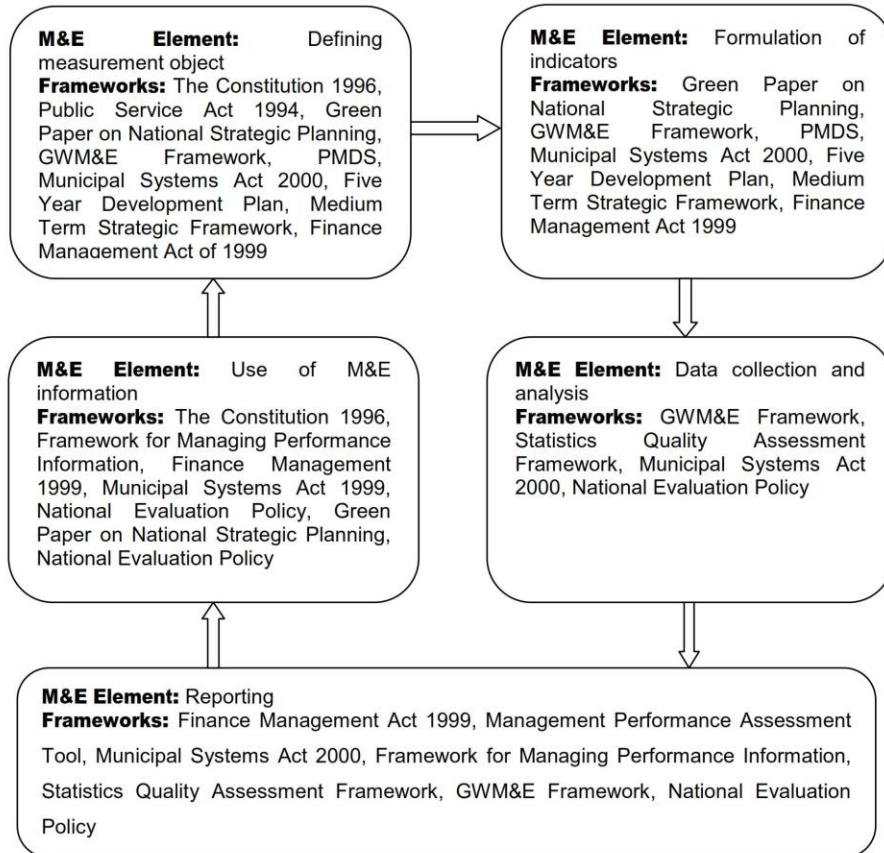 M&E Element: Defining
measurement object
Frameworks: The Constitution 1996,
Public Service Act 1994, Green
Paper on National Strategic Planning,
GWM&E Framework, PMDS,
Municipal Systems Act 2000, Five
Year Development Plan, Medium
Term Strategic Framework, Finance
Management Act of 1999
M&E Element: Formulation of
indicators
Frameworks: Green Paper on
National Strategic Planning,
GWM&E Framework, PMDS,
Municipal Systems Act 2000, Five
Year Development Plan, Medium
Term Strategic Framework, Finance
Management Act 1999
M&E Element: Use of M&E
information
Frameworks: The Constitution 1996,
Framework for Managing Performance
Information, Finance Management
1999, Municipal Systems Act 1999,
National Evaluation Policy, Green
Paper on National Strategic Planning,
National Evaluation Policy
M&E Element: Data collection and
analysis
Frameworks: GWM&E Framework,
Statistics Quality Assessment
Framework, Municipal Systems Act
2000, National Evaluation Policy
M&E Element: Reporting
Frameworks: Finance Management Act 1999, Management Performance Assessment
Tool, Municipal Systems Act 2000, Framework for Managing Performance Information,
Statistics Quality Assessment Framework, GWM&E Framework, National Evaluation
Policy